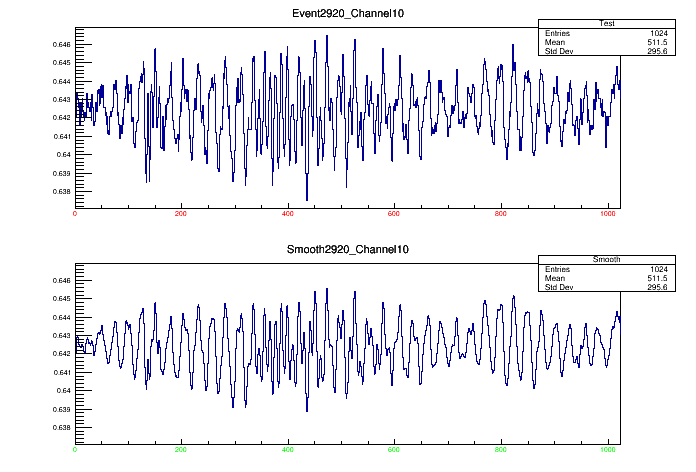 Event2920_Channel10
Test
Entries 1024
Mean 511.5
Std Dev 295.6
0.646
0.645
0.644
0.643
0.642
0.641
0.64
0.639
0.638
0 200 400 600 800 1000
Smooth2920_Channel10
Smooth
Entries 1024
Mean 511.5
Std Dev 295.6
0.646
0.645
0.644
0.643
0.642
0.641
0.64
0.639
0.638
0 200 400 600 800 1000